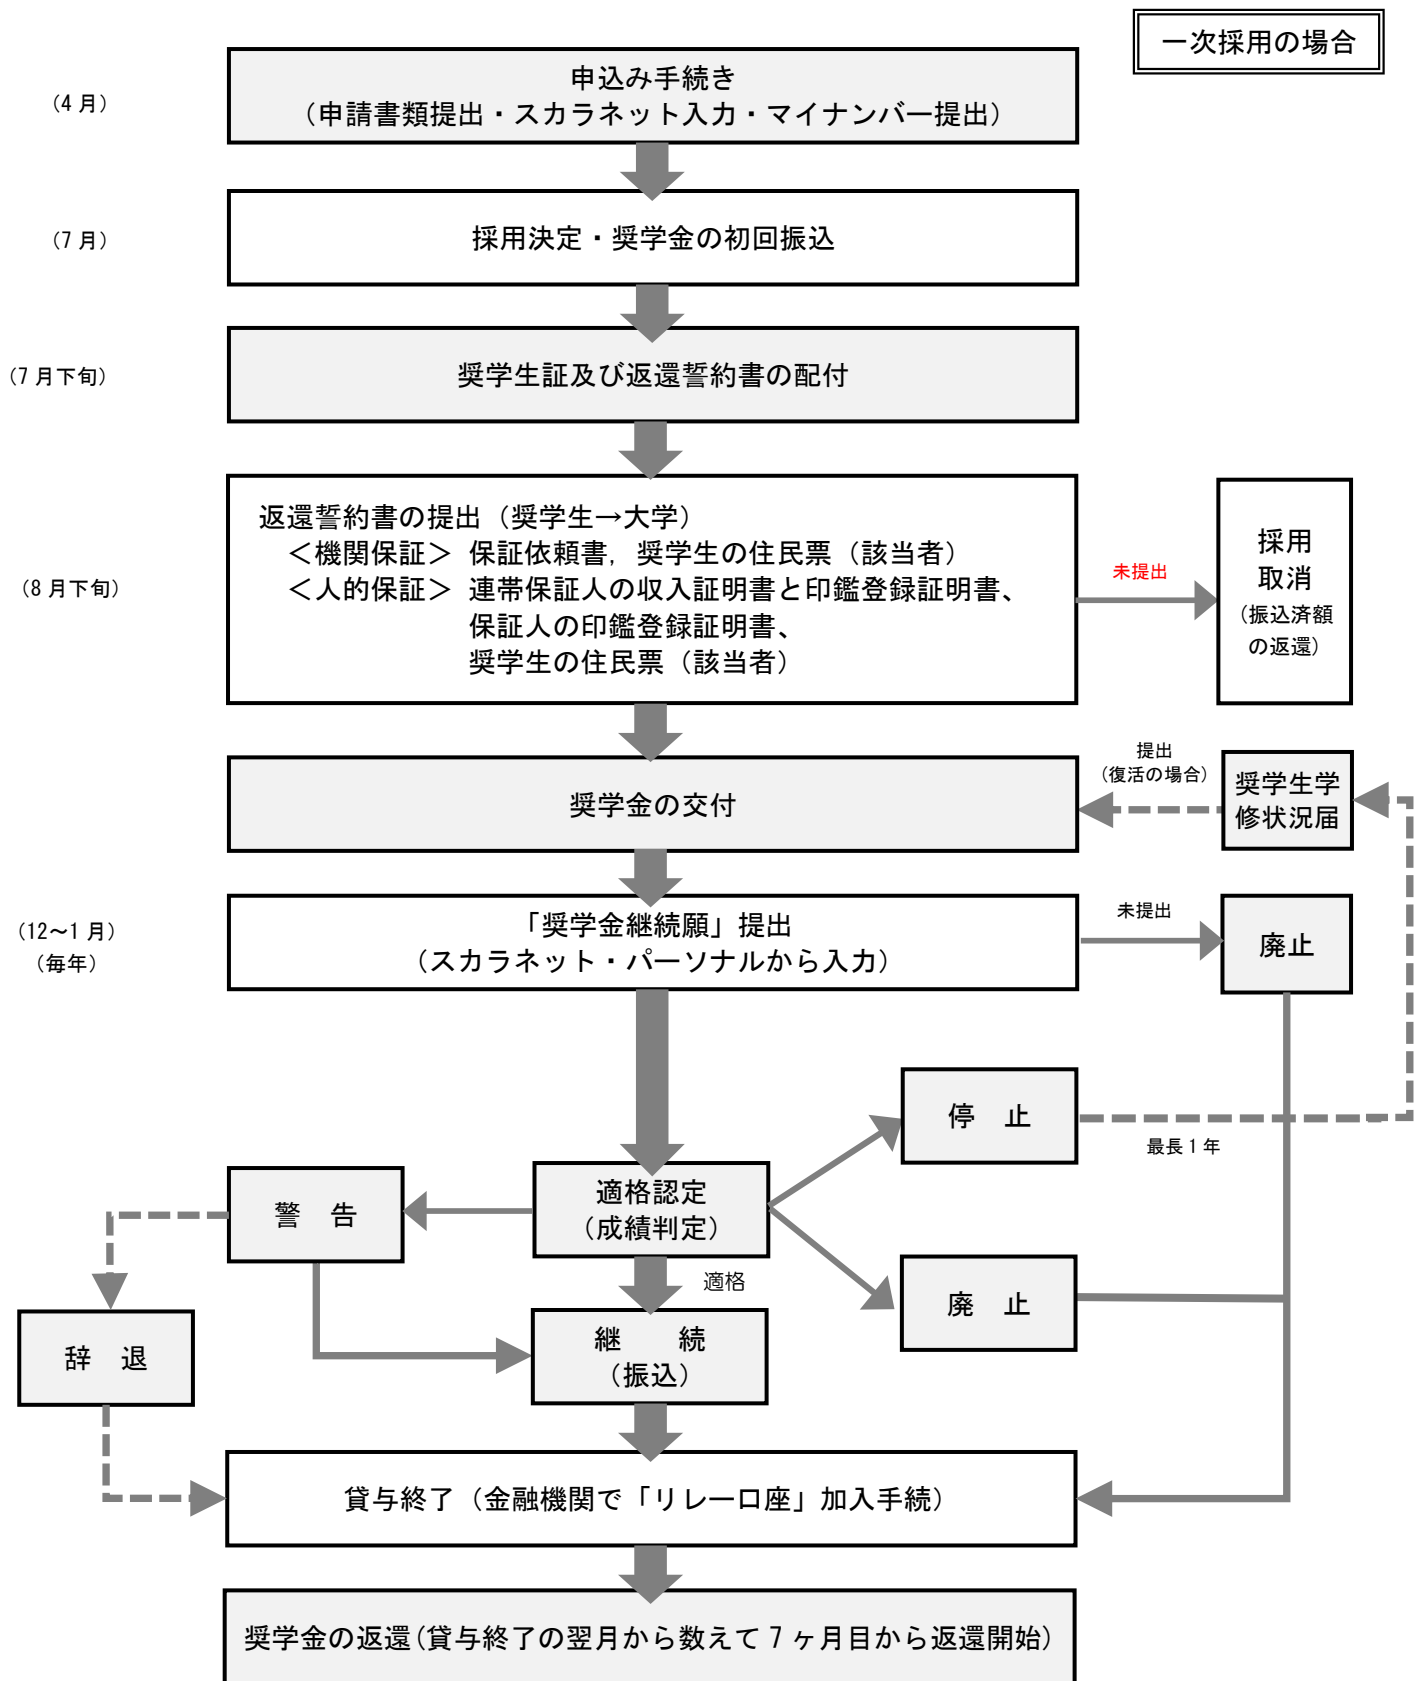 一次採用の場合
（4月）
申込み手続き
（申請書類提出・スカラネット入力・マイナンバー提出）
（7月）
採用決定・奨学金の初回振込
（7月下旬）
奨学生証及び返還誓約書の配付
（8月下旬）
返還誓約書の提出（奨学生→大学）
＜機関保証＞ 保証依頼書，奨学生の住民票（該当者）
＜人的保証＞ 連帯保証人の収入証明書と印鑑登録証明書、
保証人の印鑑登録証明書、
奨学生の住民票（該当者）
未提出
採用
取消
（振込済額
の返還）
奨学金の交付
提出
（復活の場合）
奨学生学
修状況届
（12～1月）
（毎年）
「奨学金継続願」提出
（スカラネット・パーソナルから入力）
未提出
廃止
停　止
最長1年
警　告
適格認定
（成績判定）
適格
廃　止
辞　退
継　　続
（振込）
貸与終了（金融機関で「リレー口座」加入手続）
奨学金の返還（貸与終了の翌月から数えて7ヶ月目から返還開始）